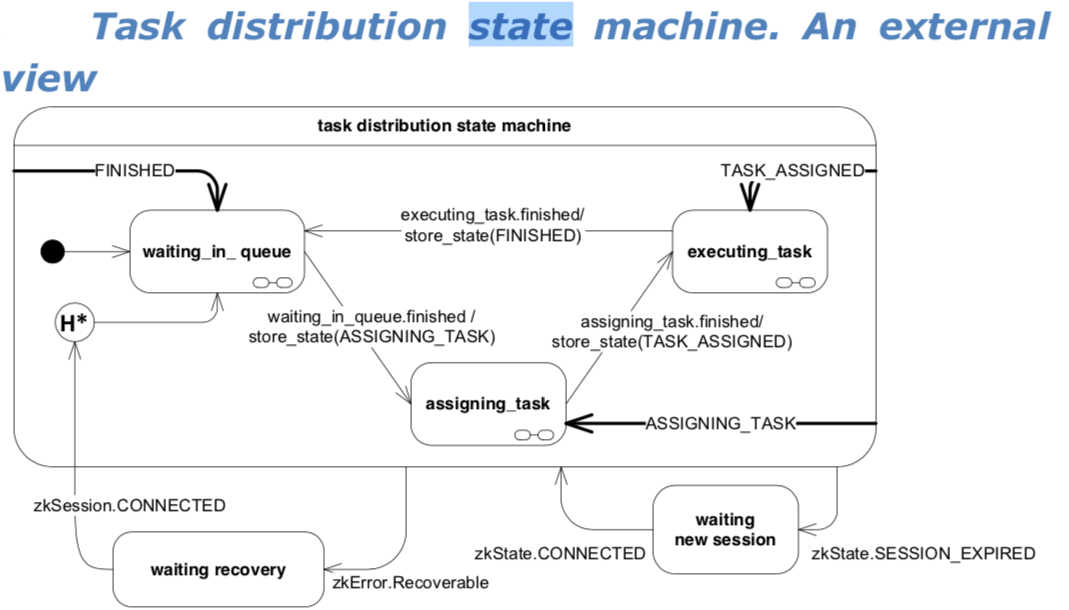 Task distribution state machine. An external
view
task distribution state machine
FINISHED
TASK_ASSIGNED
executing_task.finished/
store_state(FINISHED)
waiting_in_ queue
executing_task
H*
waiting_in_queue.finished /
store_state(ASSIGNING_TASK)
assigning_task.finished/
store_state(TASK_ASSIGNED)
assigning_task
ASSIGNING_TASK
zkSession.CONNECTED
waiting
new session
zkState.CONNECTED
zkState.SESSION_EXPIRED
waiting recovery
zkError.Recoverable